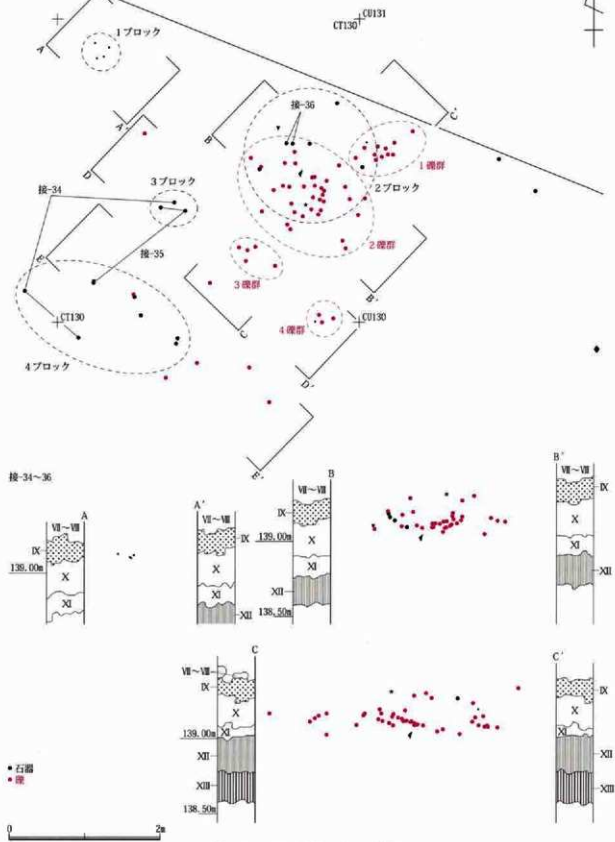 CU131
CT130
1ブロック
A
A'
B
C'
接-36
1礫群
D
接-34
3ブロック
2ブロック
接-35
2礫群
E
3礫群
B'
C
CT130
4礫群
CU130
4ブロック
D'
E'
接-34～36
A
VII～VIII
IX
139.00m
X
XI
A'
VII～VIII
IX
X
XI
XII
B
VII～VIII
IX
139.00m
X
XI
XII
138.50m
B'
VII～VIII
IX
X
XI
XII
C
VII～VIII
IX
X
139.00m
XI
XII
XIII
138.50m
C'
IX
X
XI
XII
XIII
石器
礫
0 2m